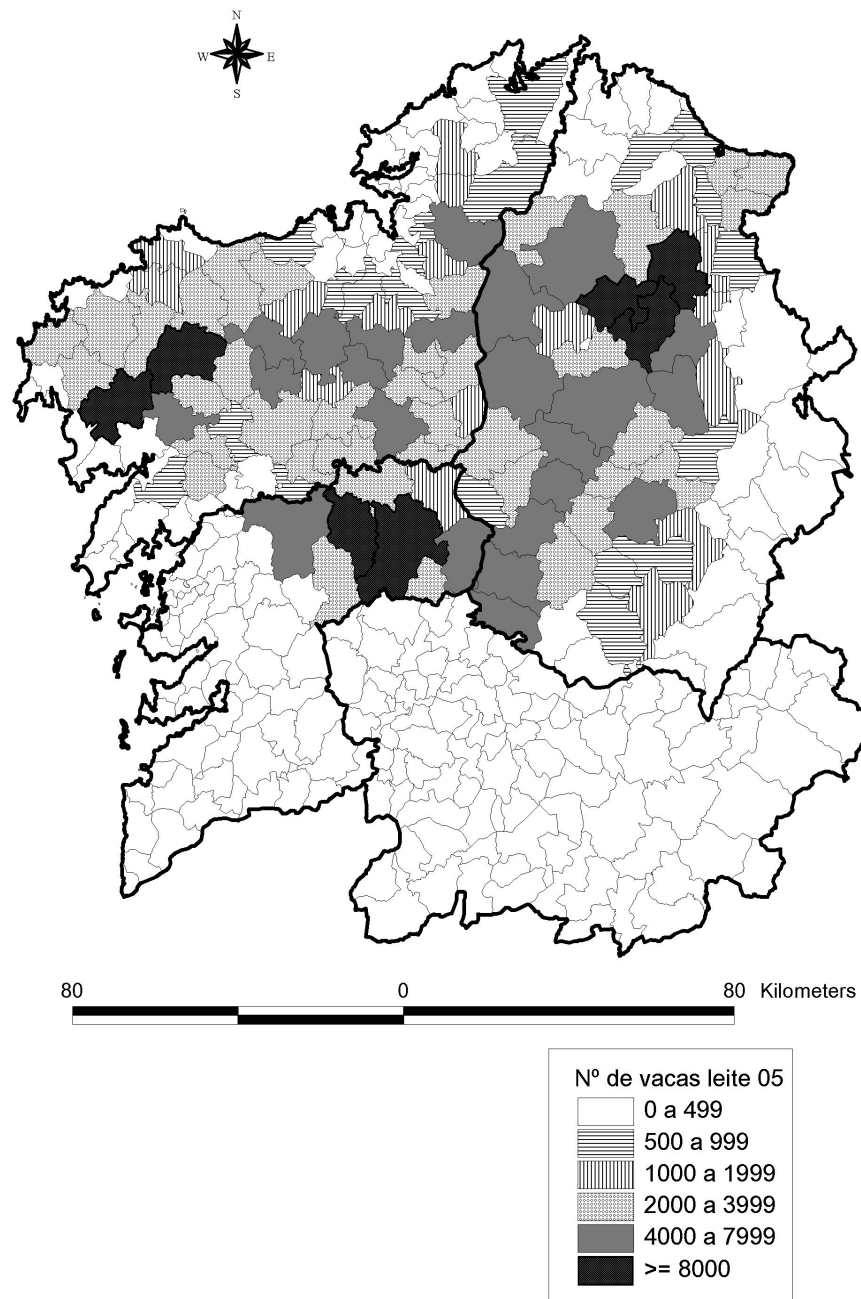 N
W E
S
80 0 80 Kilometers
Nº de vacas leite 05
0 a 499
500 a 999
1000 a 1999
2000 a 3999
4000 a 7999
>= 8000